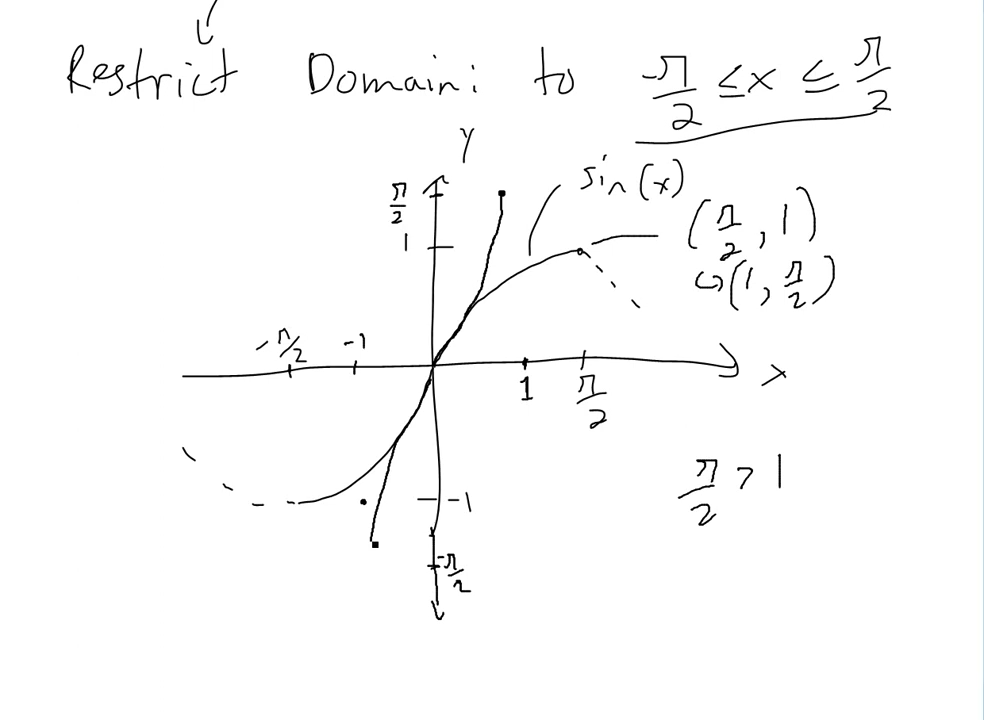 Restrict Domain: to -π/2 ≤ x ≤ π/2
y
sin(x)
π/2
1
(π/2, 1)
↪(1, π/2)
-π/2 -1
1 π/2 x
π/2 > 1
-1
-π/2